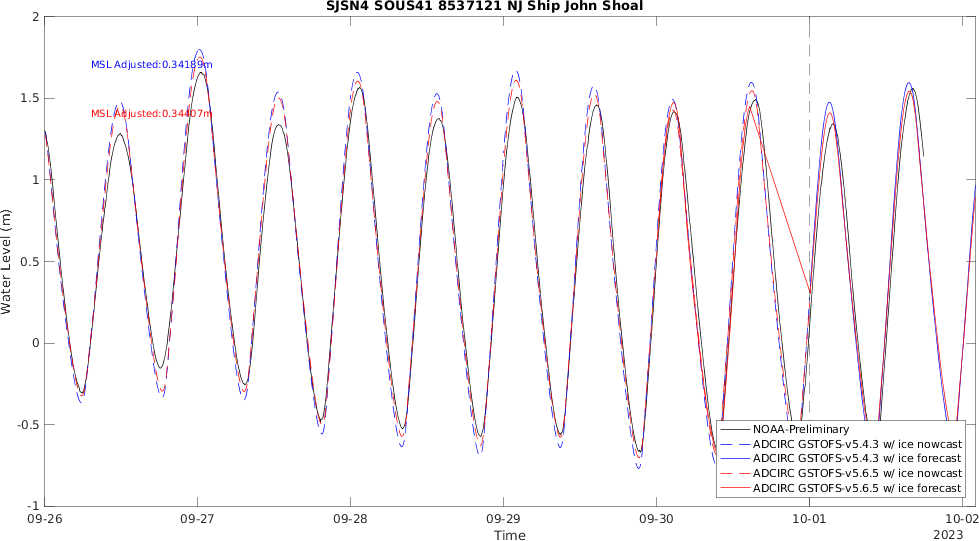 SJSN4 SOUS41 8537121 NJ Ship John Shoal
2
1.5
1
0.5
0
-0.5
-1
Water Level (m)
MSL Adjusted:0.34189m
MSL Adjusted:0.34407m
NOAA-Preliminary
ADCIRC GSTOFS-v5.4.3 w/ ice nowcast
ADCIRC GSTOFS-v5.4.3 w/ ice forecast
ADCIRC GSTOFS-v5.6.5 w/ ice nowcast
ADCIRC GSTOFS-v5.6.5 w/ ice forecast
09-26 09-27 09-28 09-29 09-30 10-01 10-02
Time
2023